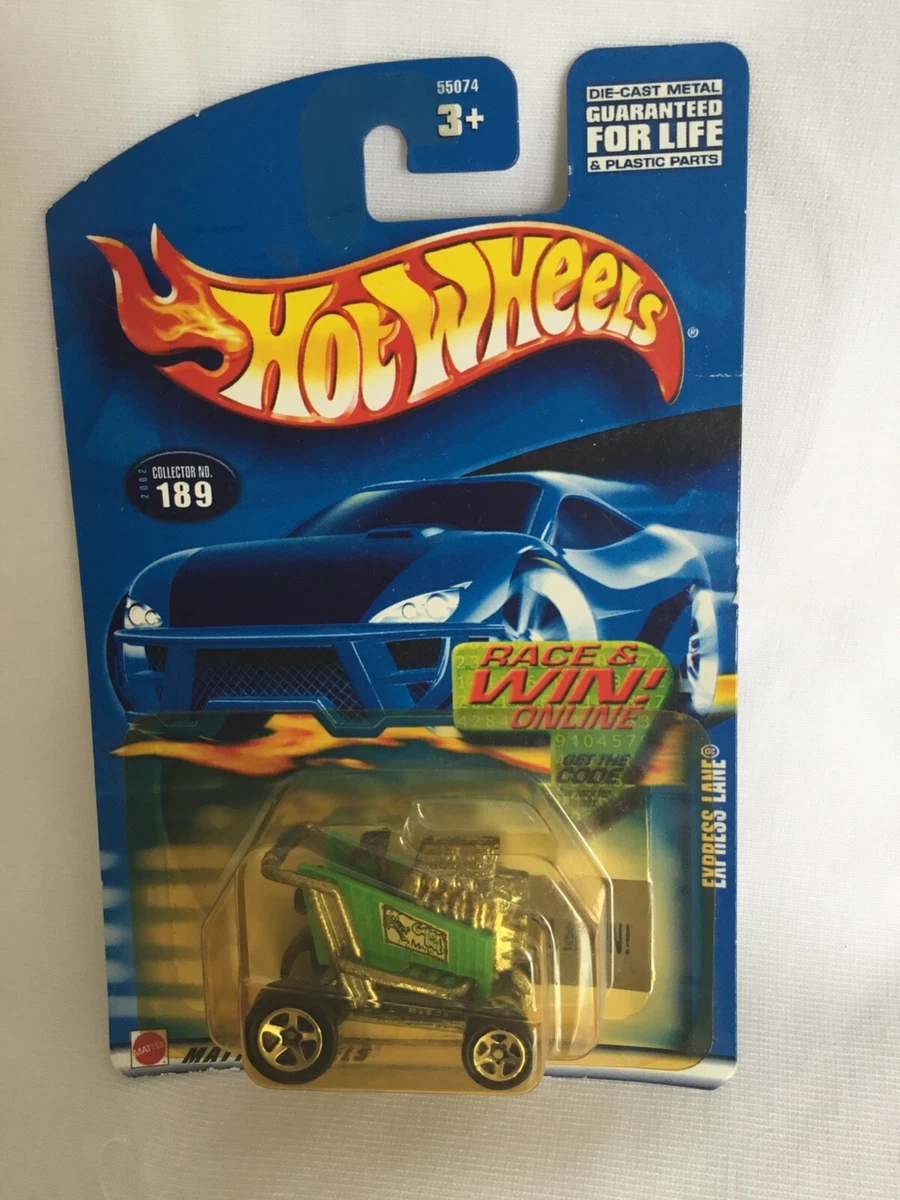 55074
3+
DIE-CAST METAL
GUARANTEED
FOR LIFE
& PLASTIC PARTS
HOT WHEELS
®
2002
COLLECTOR NO.
189
RACE &
WIN!
ONLINE
910457
GET THE
CODE
EXPRESS LANE®
MATTEL